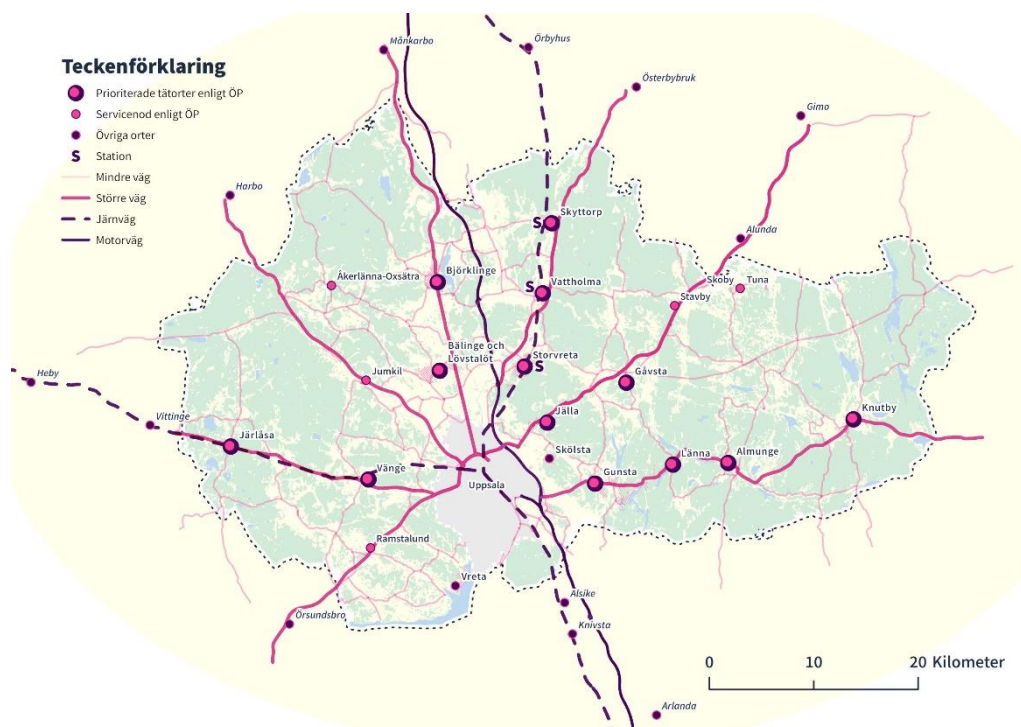 Teckenförklaring
Prioriterade tätorter enligt ÖP
Servicenod enligt ÖP
Övriga orter
S Station
Mindre väg
Större väg
Järnväg
Motorväg
Månkarbo
Örbyhus
Österbybruk
Gimo
Harbo
S
Skyttorp
Alunda
Åkerlänna-Oxsätra
Björklinge
S
Vattholma
Skoby
Tuna
Stavby
Bälinge och
Lövstalöt
Storvreta
S
Jumkil
Gåvsta
Heby
Vittinge
Järlåsa
Jälla
Knutby
Skölsta
Länna
Almunge
Vänge
Gunsta
Uppsala
Ramstalund
Vreta
Alsike
Örsundsbro
Knivsta
0 10 20 Kilometer
Arlanda